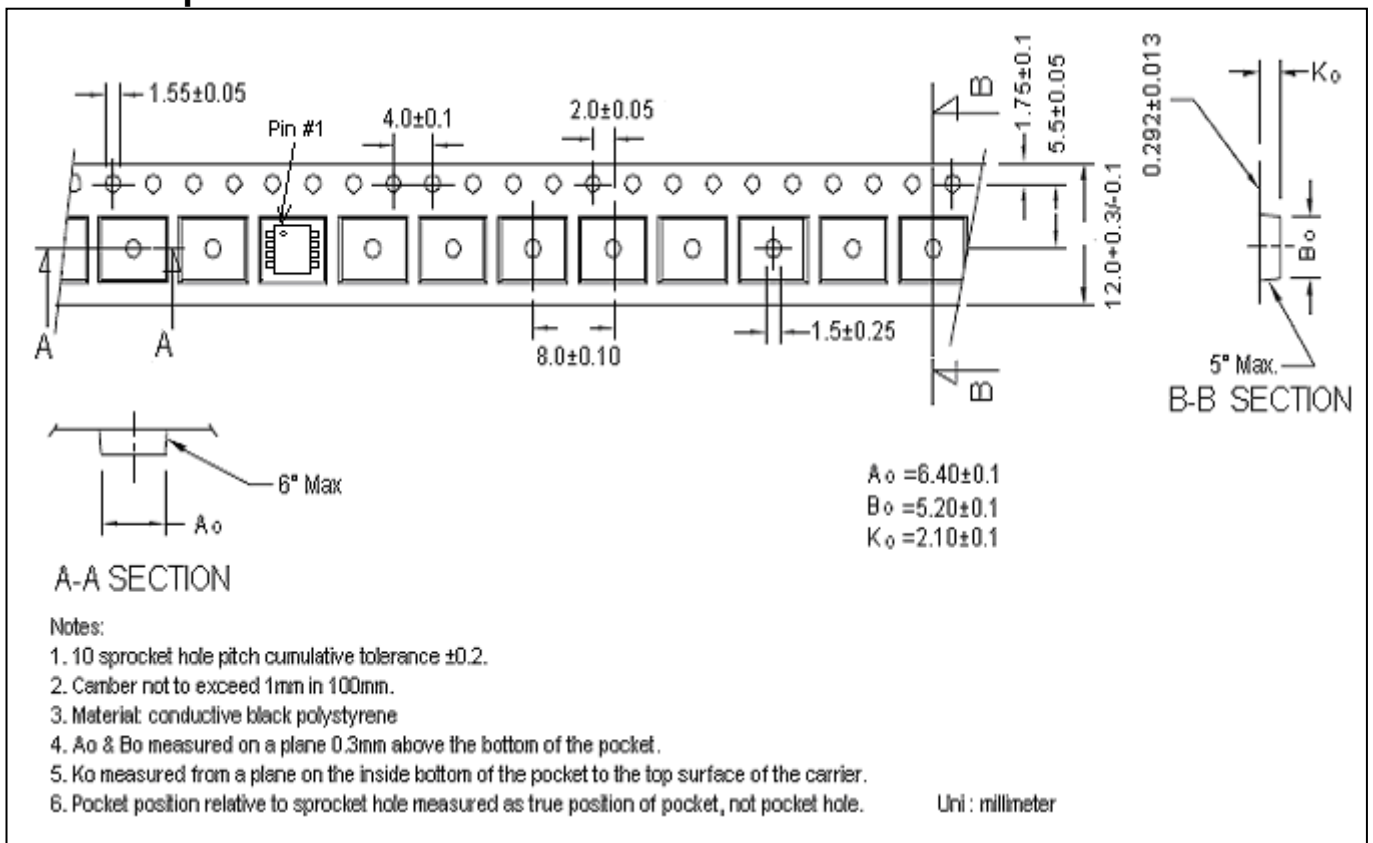 1.55±0.05
Pin #1
4.0±0.1
2.0±0.05
B
1.75±0.1
5.5±0.05
0.292±0.013
Ko
12.0+0.3/-0.1
Bo
A
A
8.0±0.10
1.5±0.25
B
5° Max.
B-B SECTION
6° Max
Ao
A-A SECTION
Ao =6.40±0.1
Bo =5.20±0.1
Ko =2.10±0.1
Notes:
1. 10 sprocket hole pitch cumulative tolerance ±0.2.
2. Camber not to exceed 1mm in 100mm.
3. Material: conductive black polystyrene
4. Ao & Bo measured on a plane 0.3mm above the bottom of the pocket.
5. Ko measured from a plane on the inside bottom of the pocket to the top surface of the carrier.
6. Pocket position relative to sprocket hole measured as true position of pocket, not pocket hole.
Uni : millimeter